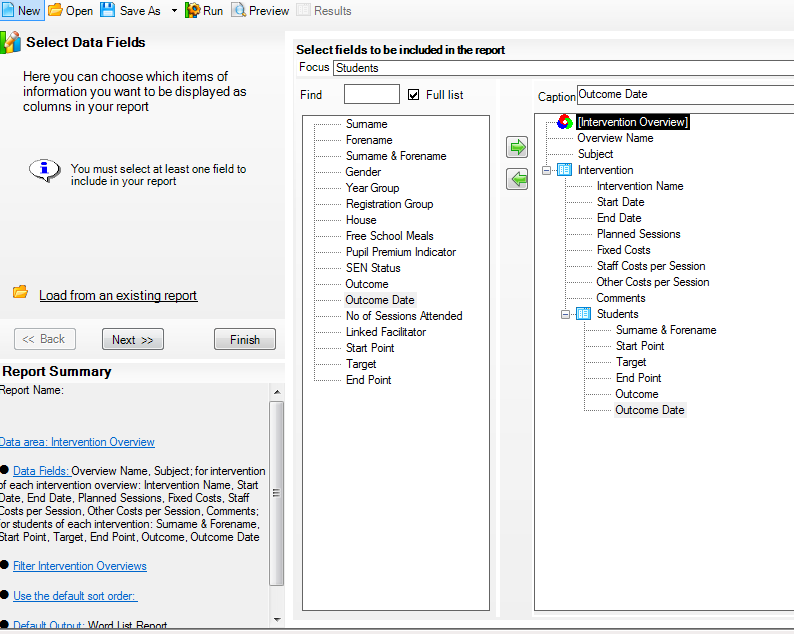 New Open Save As Run Preview Results
Select Data Fields
Here you can choose which items of
information you want to be displayed as
columns in your report
i You must select at least one field to
include in your report
Load from an existing report
<< Back Next >> Finish
Report Summary
Report Name:
Data area: Intervention Overview
Data Fields: Overview Name, Subject; for intervention
of each intervention overview: Intervention Name, Start
Date, End Date, Planned Sessions, Fixed Costs, Staff
Costs per Session, Other Costs per Session, Comments;
for students of each intervention: Surname & Forename,
Start Point, Target, End Point, Outcome, Outcome Date
Filter Intervention Overviews
Use the default sort order:
Default Output: Word List Report
Select fields to be included in the report
Focus Students
Find Full list
Surname
Forename
Surname & Forename
Gender
Year Group
Registration Group
House
Free School Meals
Pupil Premium Indicator
SEN Status
Outcome
Outcome Date
No of Sessions Attended
Linked Facilitator
Start Point
Target
End Point
Caption Outcome Date
[Intervention Overview]
Overview Name
Subject
Intervention
Intervention Name
Start Date
End Date
Planned Sessions
Fixed Costs
Staff Costs per Session
Other Costs per Session
Comments
Students
Surname & Forename
Start Point
Target
End Point
Outcome
Outcome Date